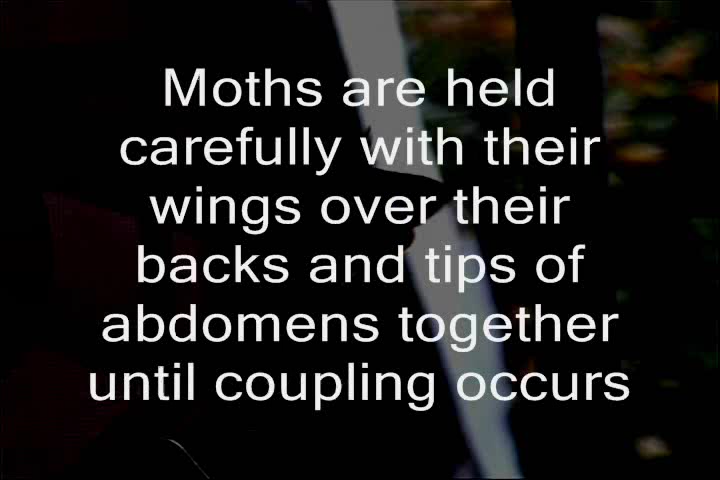 Moths are held
carefully with their
wings over their
backs and tips of
abdomens together
until coupling occurs